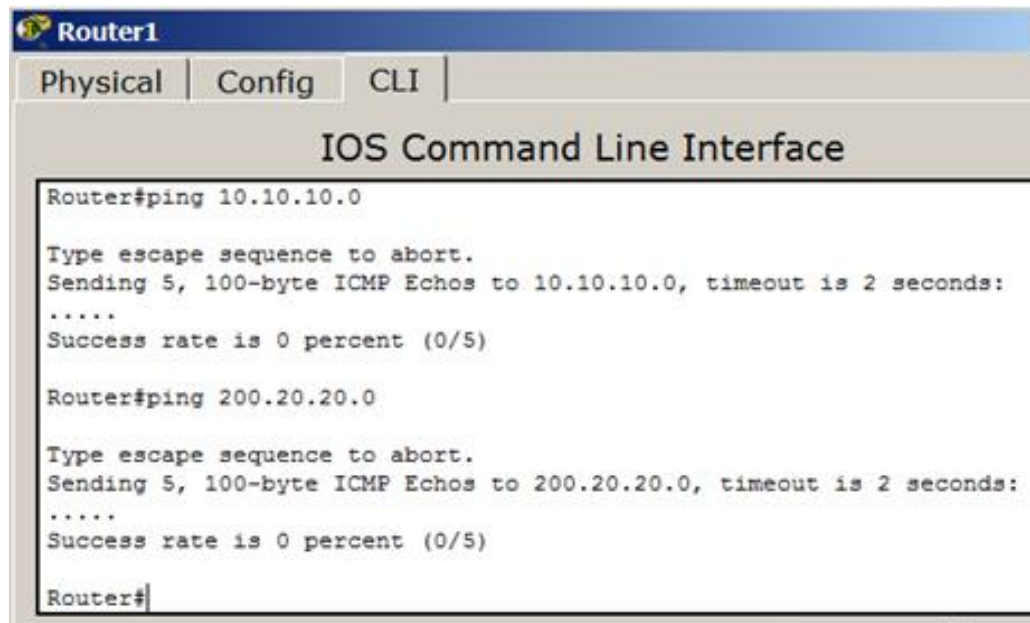 Router1
Physical Config CLI
IOS Command Line Interface
Router#ping 10.10.10.0
Type escape sequence to abort.
Sending 5, 100-byte ICMP Echos to 10.10.10.0, timeout is 2 seconds:
.....
Success rate is 0 percent (0/5)
Router#ping 200.20.20.0
Type escape sequence to abort.
Sending 5, 100-byte ICMP Echos to 200.20.20.0, timeout is 2 seconds:
.....
Success rate is 0 percent (0/5)
Router#